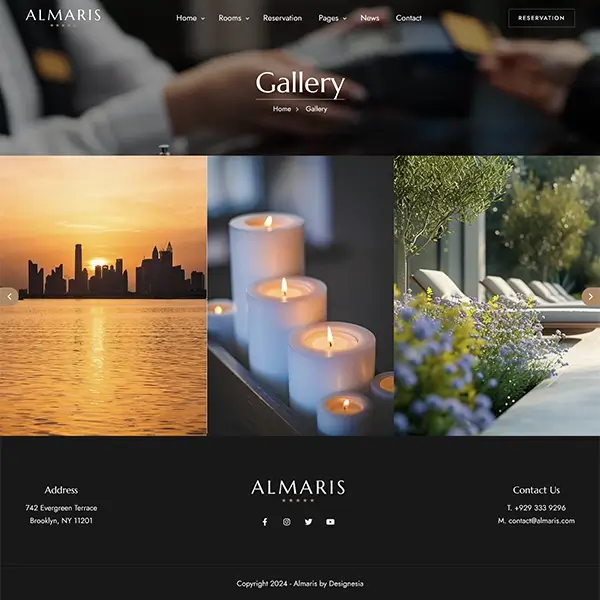 ALMARIS
Home Rooms Reservation Pages News Contact
RESERVATION
Gallery
Home > Gallery
Address
742 Evergreen Terrace
Brooklyn, NY 11201
ALMARIS
Contact Us
T. +929 333 9296
M. contact@almaris.com
Copyright 2024 - Almaris by Designesia